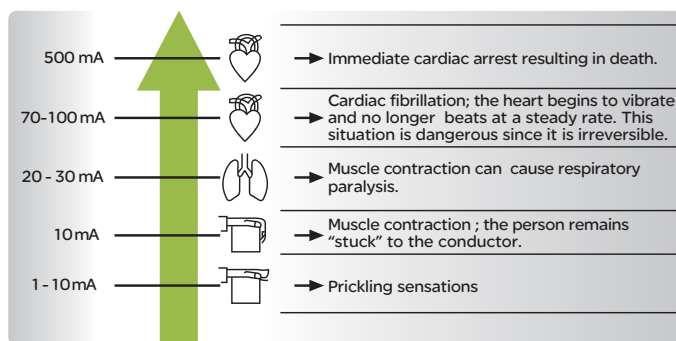 500 mA
Immediate cardiac arrest resulting in death.
70-100 mA
Cardiac fibrillation; the heart begins to vibrate
and no longer beats at a steady rate. This
situation is dangerous since it is irreversible.
20 - 30 mA
Muscle contraction can cause respiratory
paralysis.
10 mA
Muscle contraction ; the person remains
“stuck” to the conductor.
1 - 10 mA
Prickling sensations